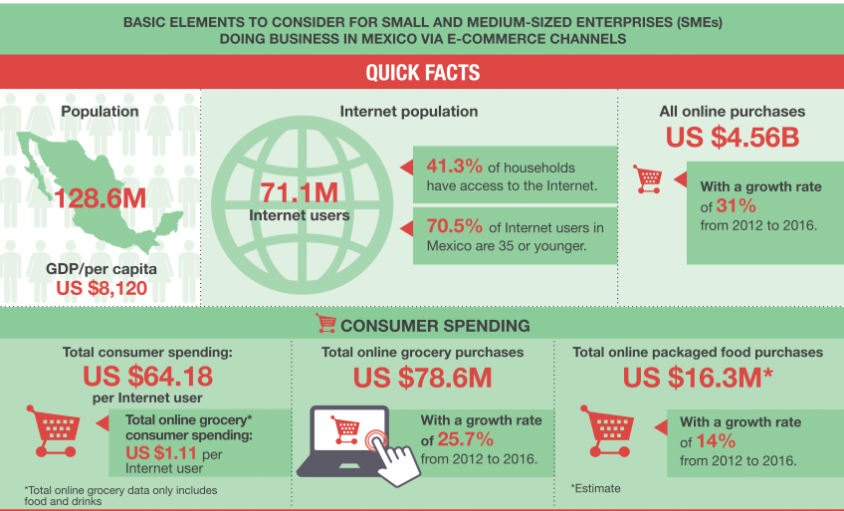 BASIC ELEMENTS TO CONSIDER FOR SMALL AND MEDIUM-SIZED ENTERPRISES (SMEs)
DOING BUSINESS IN MEXICO VIA E-COMMERCE CHANNELS
QUICK FACTS
Population
128.6M
GDP/per capita
US $8,120
Internet population
71.1M
Internet users
41.3% of households
have access to the Internet.
70.5% of Internet users in
Mexico are 35 or younger.
All online purchases
US $4.56B
With a growth rate
of 31%
from 2012 to 2016.
CONSUMER SPENDING
Total consumer spending:
US $64.18
per Internet user
Total online grocery*
consumer spending:
US $1.11 per
Internet user
*Total online grocery data only includes
food and drinks
Total online grocery purchases
US $78.6M
With a growth rate
of 25.7%
from 2012 to 2016.
Total online packaged food purchases
US $16.3M*
With a growth rate
of 14%
from 2012 to 2016.
*Estimate